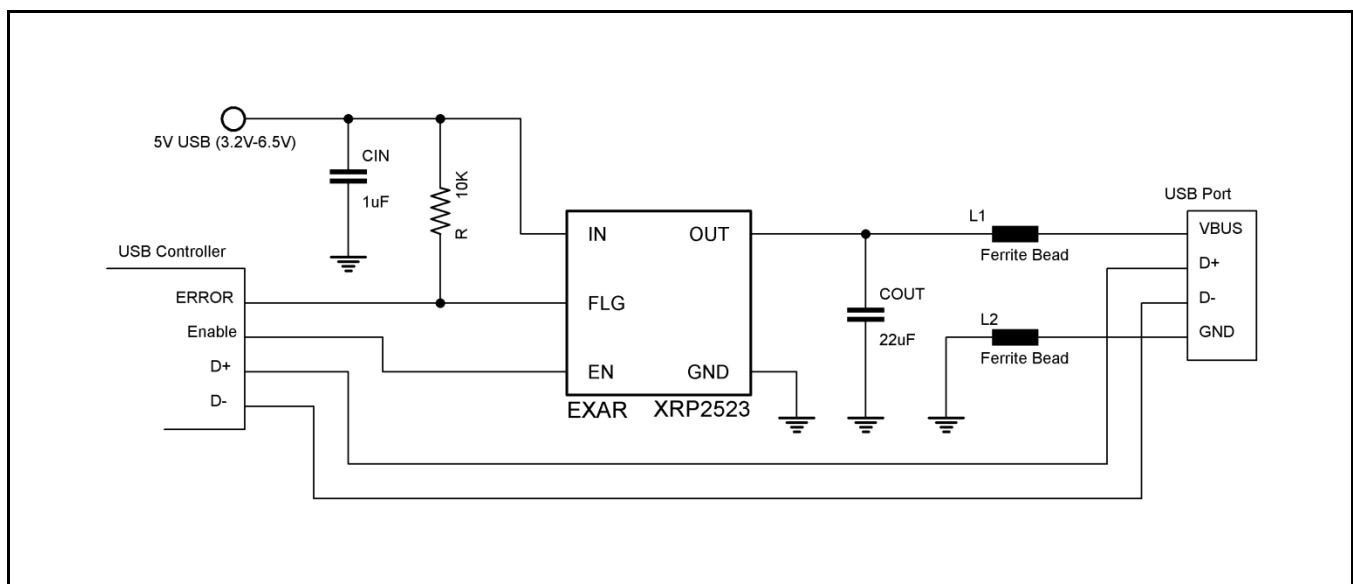 5V USB (3.2V-6.5V)
CIN
1uF
10K
R
USB Controller
ERROR
Enable
D+
D-
IN
OUT
FLG
EN
GND
EXAR
XRP2523
COUT
22uF
L1
Ferrite Bead
L2
Ferrite Bead
USB Port
VBUS
D+
D-
GND